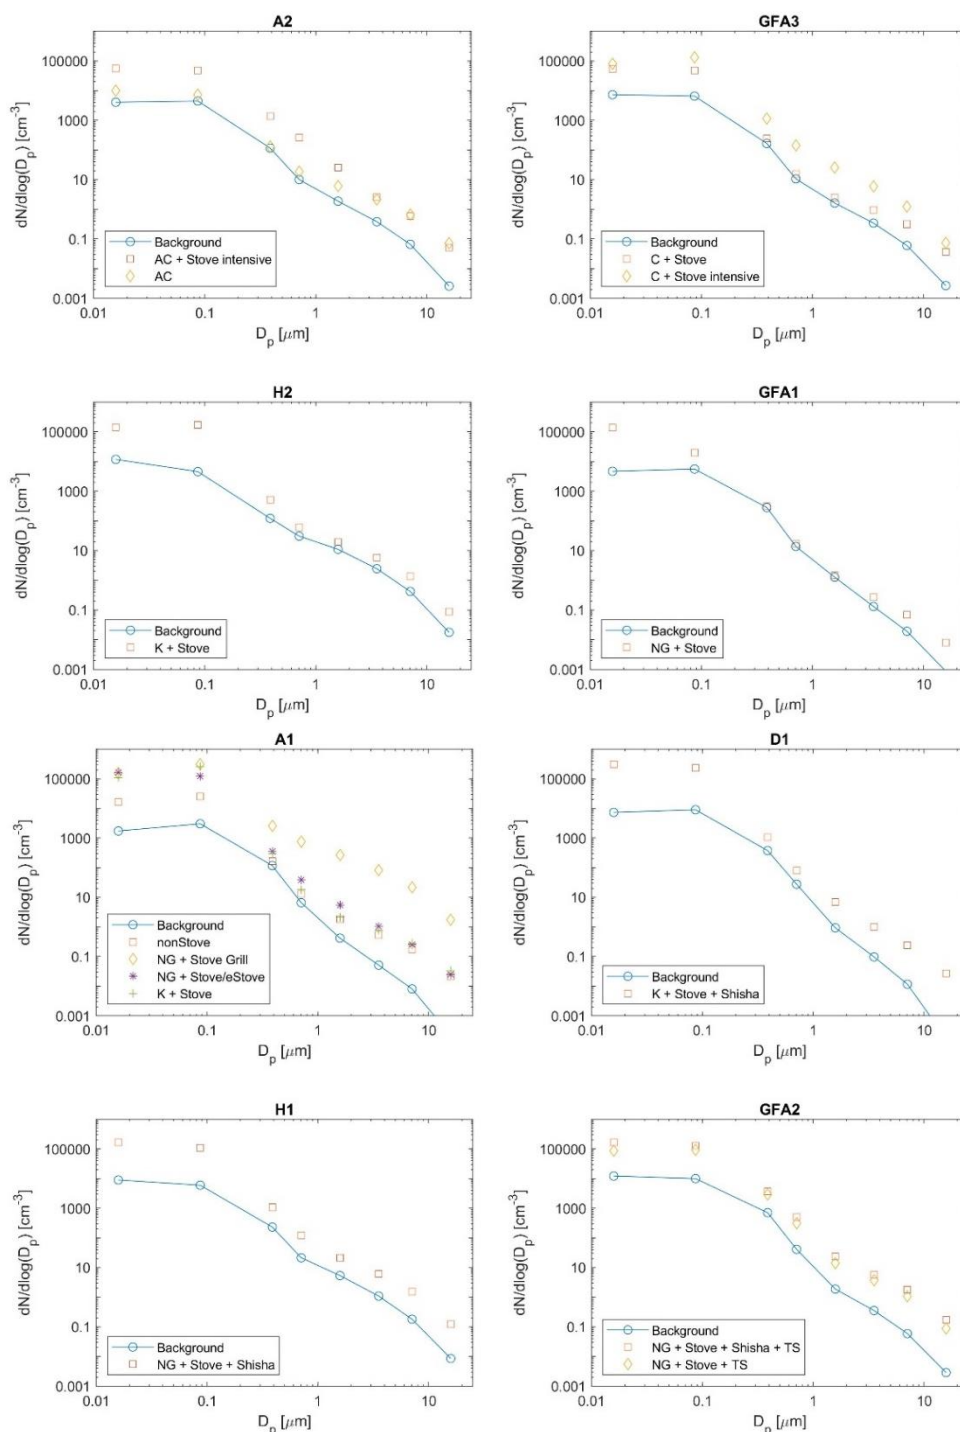 A2
dN/dlog(Dp) [cm-3]
100000
1000
10
0.1
0.001
Background
AC + Stove intensive
AC
0.01
0.1
1
10
Dp [μm]
GFA3
dN/dlog(Dp) [cm-3]
100000
1000
10
0.1
0.001
Background
C + Stove
C + Stove intensive
0.01
0.1
1
10
Dp [μm]
H2
dN/dlog(Dp) [cm-3]
100000
1000
10
0.1
0.001
Background
K + Stove
0.01
0.1
1
10
Dp [μm]
GFA1
dN/dlog(Dp) [cm-3]
100000
1000
10
0.1
0.001
Background
NG + Stove
0.01
0.1
1
10
Dp [μm]
A1
dN/dlog(Dp) [cm-3]
100000
1000
10
0.1
0.001
Background
nonStove
NG + Stove Grill
NG + Stove/eStove
K + Stove
0.01
0.1
1
10
Dp [μm]
D1
dN/dlog(Dp) [cm-3]
100000
1000
10
0.1
0.001
Background
K + Stove + Shisha
0.01
0.1
1
10
Dp [μm]
H1
dN/dlog(Dp) [cm-3]
100000
1000
10
0.1
0.001
Background
NG + Stove + Shisha
0.01
0.1
1
10
Dp [μm]
GFA2
dN/dlog(Dp) [cm-3]
100000
1000
10
0.1
0.001
Background
NG + Stove + Shisha + TS
NG + Stove + TS
0.01
0.1
1
10
Dp [μm]